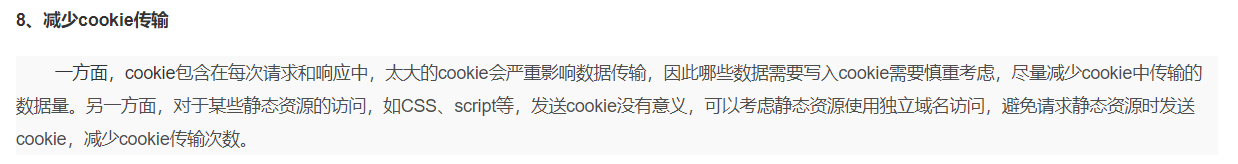 8、减少cookie传输
一方面，cookie包含在每次请求和响应中，太大的cookie会严重影响数据传输，因此哪些数据需要写入cookie需要慎重考虑，尽量减少cookie中传输的
数据量。另一方面，对于某些静态资源的访问，如CSS、script等，发送cookie没有意义，可以考虑静态资源使用独立域名访问，避免请求静态资源时发送
cookie，减少cookie传输次数。